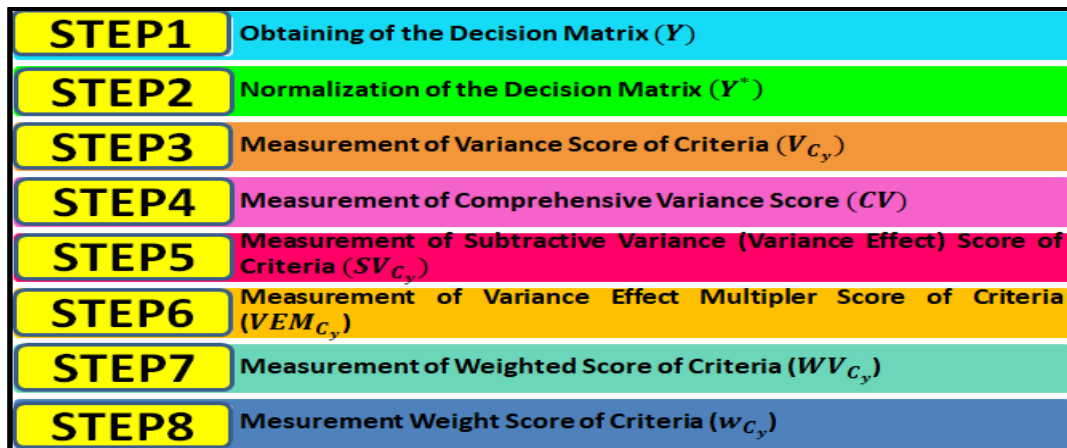 STEP1 Obtaining of the Decision Matrix (Y)
STEP2 Normalization of the Decision Matrix (Y*)
STEP3 Measurement of Variance Score of Criteria (V_{C_y})
STEP4 Measurement of Comprehensive Variance Score (CV)
STEP5 Measurement of Subtractive Variance (Variance Effect) Score of
Criteria (SV_{C_y})
STEP6 Measurement of Variance Effect Multipler Score of Criteria
(VEM_{C_y})
STEP7 Measurement of Weighted Score of Criteria (WV_{C_y})
STEP8 Mesurement Weight Score of Criteria (w_{C_y})